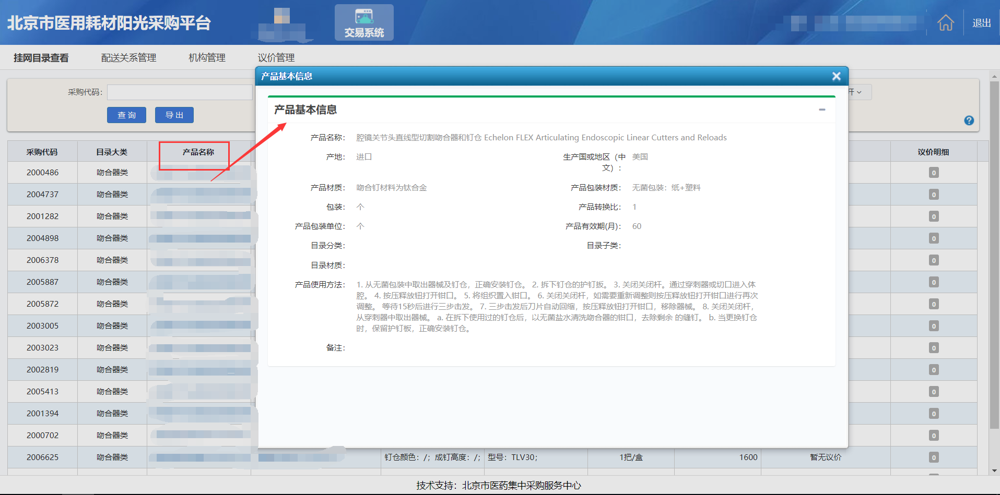 北京市医用耗材阳光采购平台
交易系统
退出
挂网目录查看 配送关系管理 机构管理 议价管理
产品基本信息
采购代码：
开
查 询 导 出
产品基本信息
产品名称： 腔镜关节头直线型切割吻合器和钉仓 Echelon FLEX Articulating Endoscopic Linear Cutters and Reloads
产地： 进口 生产国或地区（中文）： 美国
产品材质： 吻合钉材料为钛合金 产品包装材质： 无菌包装：纸+塑料
包装： 个 产品转换比： 1
产品包装单位： 个 产品有效期(月)： 60
目录分类： 目录子类：
目录材质：
产品使用方法： 1. 从无菌包装中取出器械及钉仓，正确安装钉仓。 2. 拆下钉仓的护钉扳。 3. 关闭关闭杆。通过穿刺器或切口进入体
腔。 4. 按压释放钮打开钳口。 5. 将组织置入钳口。 6. 关闭关闭杆，如需要重新调整则按压释放钮打开钳口进行再次
调整。 等待15秒后进行三步击发。 7. 三步击发后刀片自动回缩，按压释放钮打开钳口，移除器械。 8. 关闭关闭杆，
从穿刺器中取出器械。 a. 在拆下使用过的钉仓后，以无菌盐水清洗吻合器的钳口，去除剩余 的缝钉。 b. 当更换钉仓
时，保留护钉板，正确安装钉仓。
备注：
采购代码 目录大类 产品名称 议价明细
2000486 吻合器类 0
2004737 吻合器类 0
2001282 吻合器类 0
2004898 吻合器类 0
2006378 吻合器类 0
2005887 吻合器类 0
2005872 吻合器类 0
2003005 吻合器类 0
2003023 吻合器类 0
2002819 吻合器类 0
2005413 吻合器类 0
2001394 吻合器类 0
2000702 吻合器类 0
2006625 吻合器类 钉仓颜色：/；成钉高度：/； 型号：TLV30； 1把/盒 1600 暂无议价 0
技术支持：北京市医药集中采购服务中心